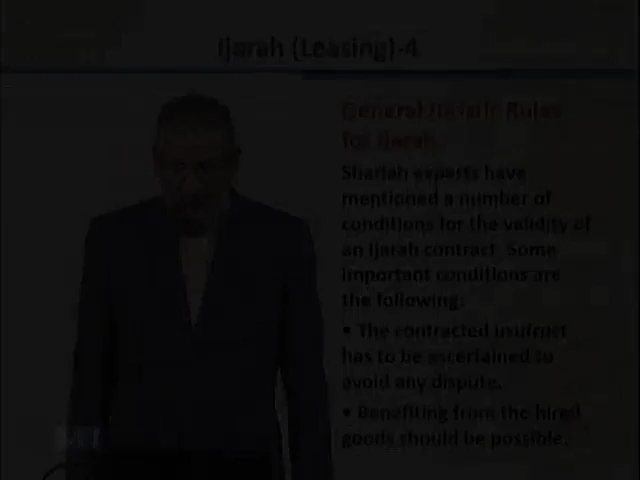 Ijarah (Leasing)-4
General Juristic Rules
for Ijarah
Shariah experts have
mentioned a number of
conditions for the validity of
an Ijarah contract. Some
important conditions are
the following:
• The contracted usufruct
has to be ascertained to
avoid any dispute.
• Benefiting from the hired
goods should be possible.